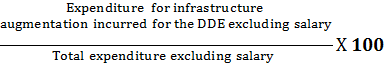 Expenditure for infrastructure
augmentation incurred for the DDE excluding salary
X 100
Total expenditure excluding salary